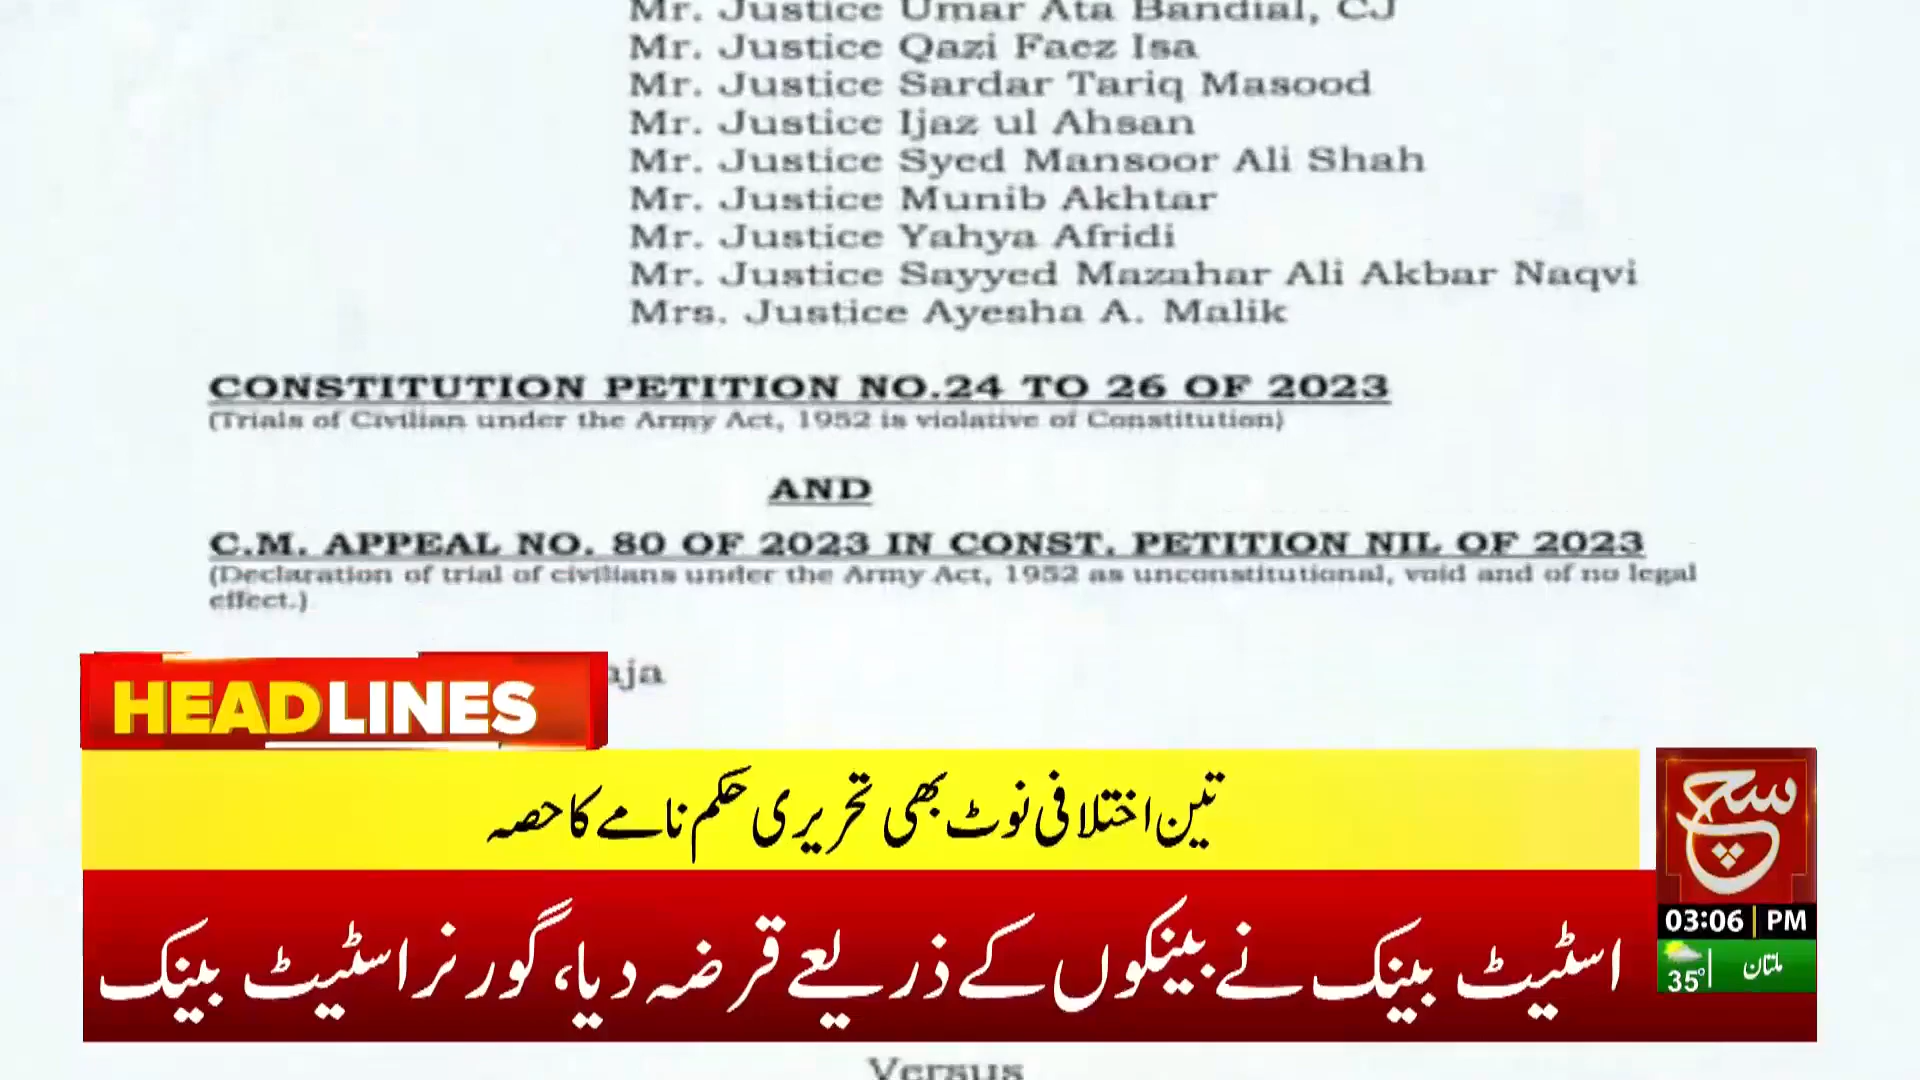 Mr. Justice Umar Ata Bandial, CJ
Mr. Justice Qazi Faez Isa
Mr. Justice Sardar Tariq Masood
Mr. Justice Ijaz ul Ahsan
Mr. Justice Syed Mansoor Ali Shah
Mr. Justice Munib Akhtar
Mr. Justice Yahya Afridi
Mr. Justice Sayyed Mazahar Ali Akbar Naqvi
Mrs. Justice Ayesha A. Malik
CONSTITUTION PETITION NO.24 TO 26 OF 2023
(Trials of Civilian under the Army Act, 1952 is violative of Constitution)
AND
C.M. APPEAL NO. 80 OF 2023 IN CONST. PETITION NIL OF 2023
(Declaration of trial of civilians under the Army Act, 1952 as unconstitutional, void and of no legal
effect.)
aja
HEADLINES
تین اختلافی نوٹ بھی تحریری حکم نامے کا حصہ
سچ
03:06 PM
اسٹیٹ بینک نے بینکوں کے ذریعے قرضہ دیا، گورنر اسٹیٹ بینک
35° ملتان
Versus